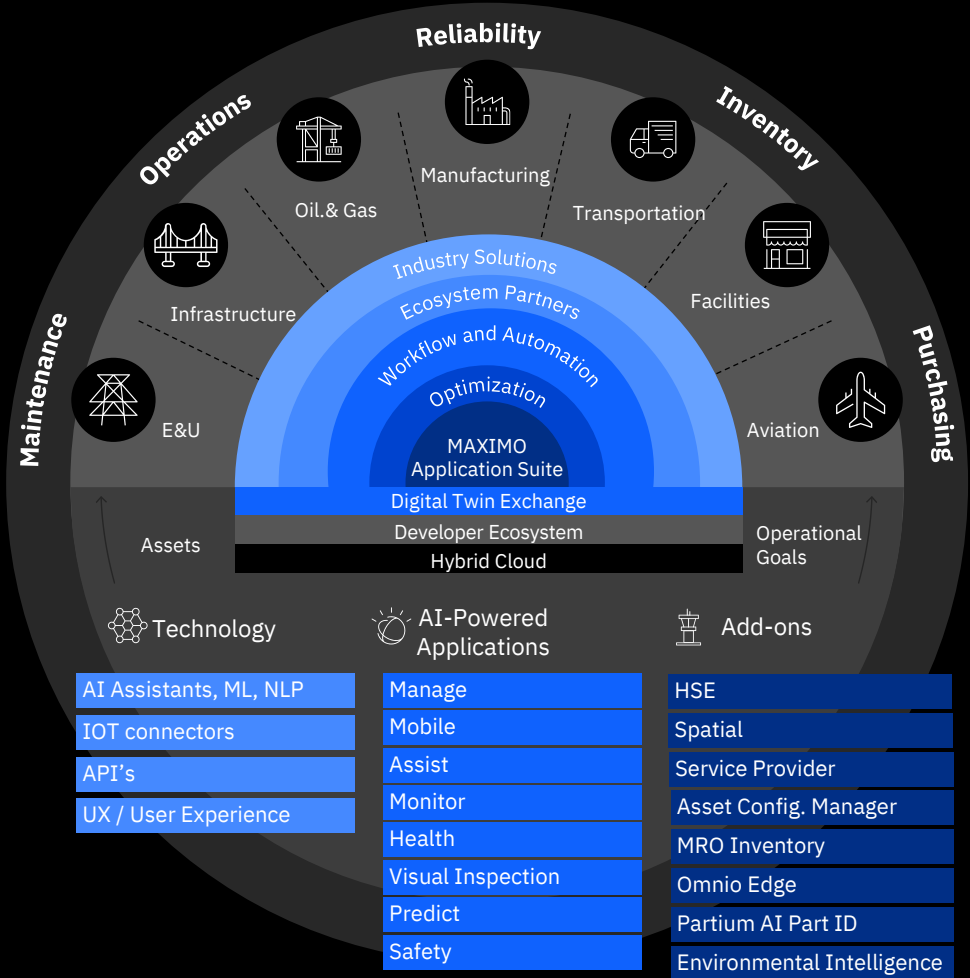 Reliability
Operations
Inventory
Maintenance
Purchasing
Manufacturing
Oil.& Gas
Transportation
Infrastructure
Facilities
E&U
Aviation
Industry Solutions
Ecosystem Partners
Workflow and Automation
Optimization
MAXIMO
Application Suite
Digital Twin Exchange
Developer Ecosystem
Hybrid Cloud
Assets
Operational
Goals
Technology
AI Assistants, ML, NLP
IOT connectors
API’s
UX / User Experience
AI-Powered
Applications
Manage
Mobile
Assist
Monitor
Health
Visual Inspection
Predict
Safety
Add-ons
HSE
Spatial
Service Provider
Asset Config. Manager
MRO Inventory
Omnio Edge
Partium AI Part ID
Environmental Intelligence